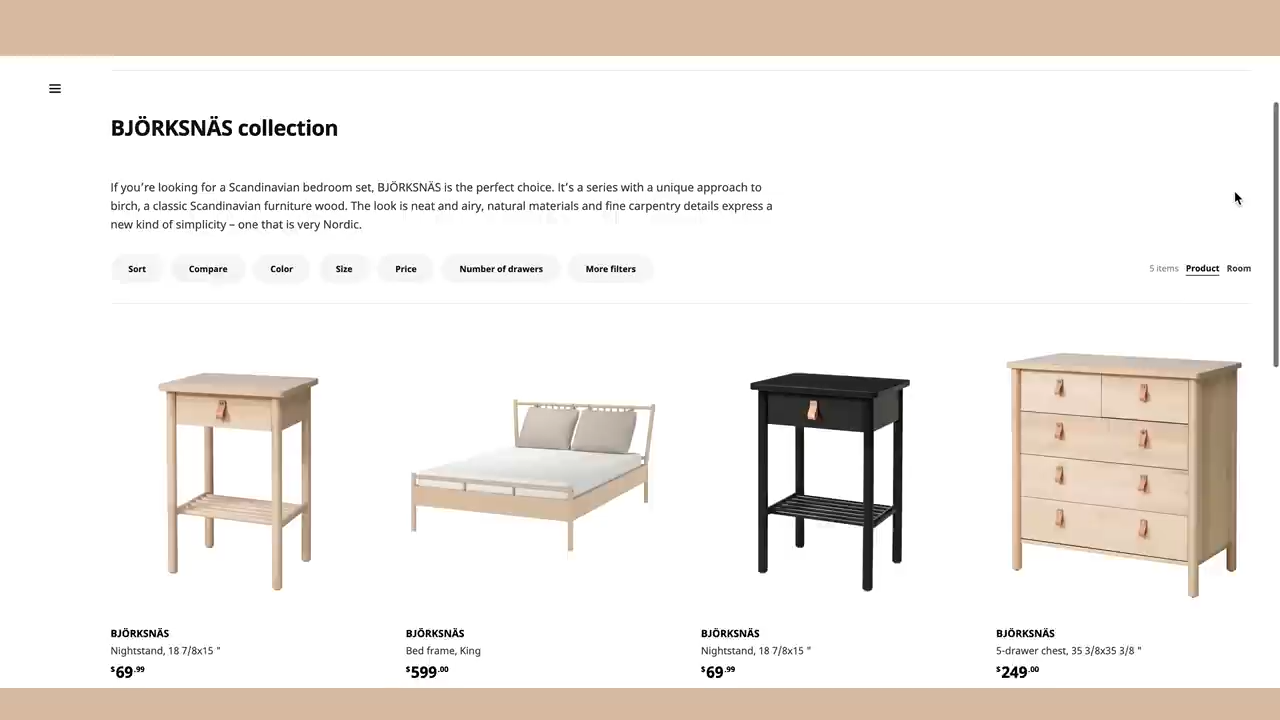 BJÖRKSNÄS collection
If you're looking for a Scandinavian bedroom set, BJÖRKSNÄS is the perfect choice. It's a series with a unique approach to
birch, a classic Scandinavian furniture wood. The look is neat and airy, natural materials and fine carpentry details express a
new kind of simplicity – one that is very Nordic.
Sort Compare Color Size Price Number of drawers More filters 5 items Product Room
BJÖRKSNÄS BJÖRKSNÄS BJÖRKSNÄS BJÖRKSNÄS
Nightstand, 18 7/8x15 " Bed frame, King Nightstand, 18 7/8x15 " 5-drawer chest, 35 3/8x35 3/8 "
$69.99 $599.00 $69.99 $249.00